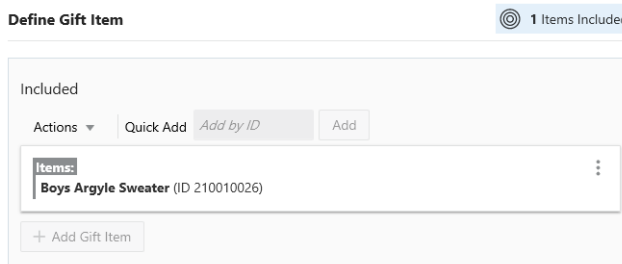 Define Gift Item
1 Items Include
Included
Actions
Quick Add
Add by ID
Add
Items:
Boys Argyle Sweater (ID 210010026)
+ Add Gift Item